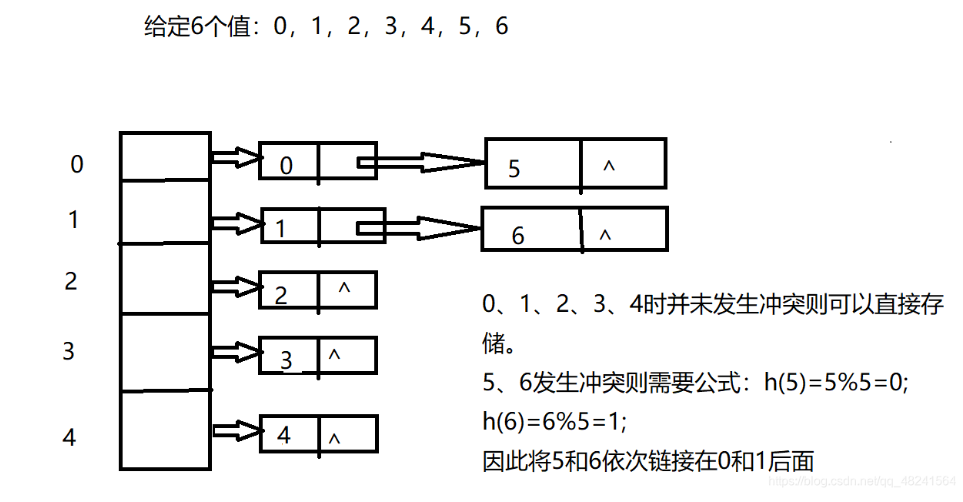 给定6个值：0，1，2，3，4，5，6
0 0 5 ^
1 1 6 ^
2 2 ^
3 3 ^
4 4 ^
0、1、2、3、4时并未发生冲突则可以直接存
储。
5、6发生冲突则需要公式：h(5)=5%5=0;
h(6)=6%5=1;
因此将5和6依次链接在0和1后面
https://blog.csdn.net/qq_48241564